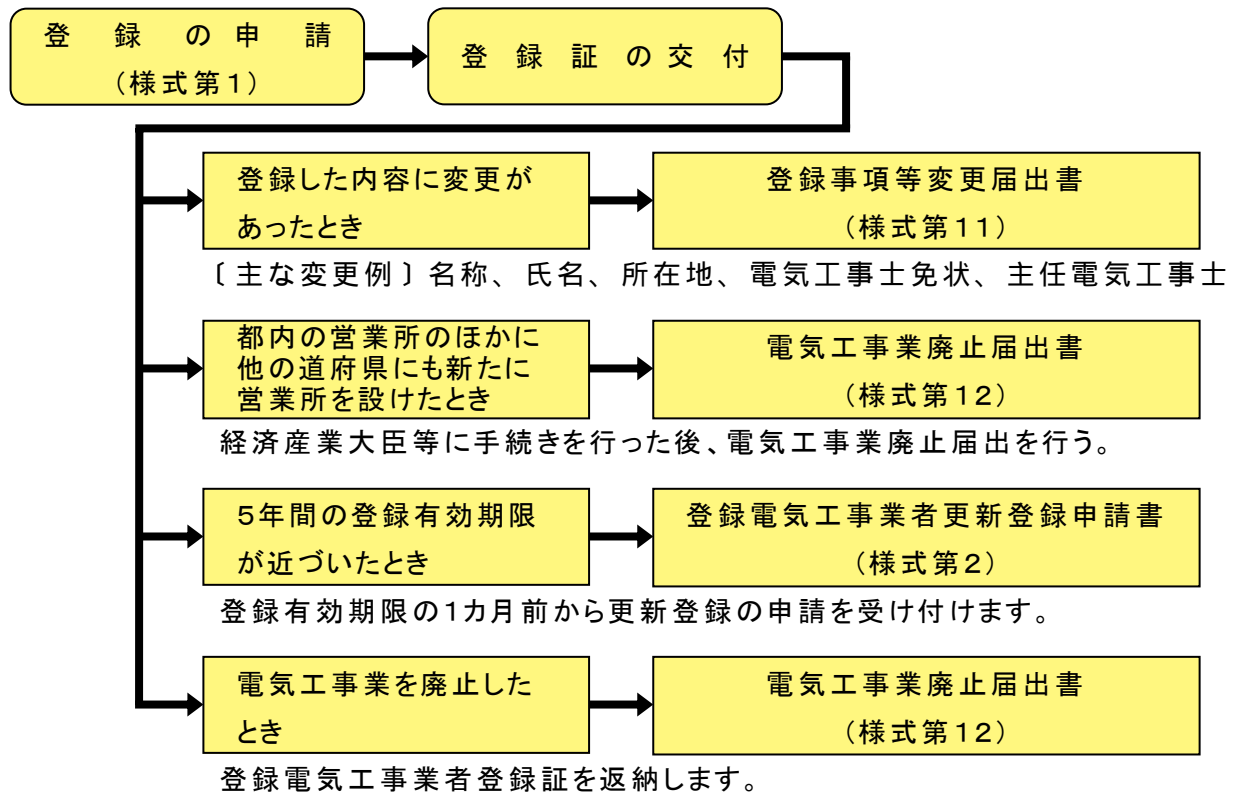 登録の申請
(様式第1)
登録証の交付
登録した内容に変更が
あったとき
登録事項等変更届出書
(様式第11)
〔主な変更例〕名称、氏名、所在地、電気工事士免状、主任電気工事士
都内の営業所のほかに
他の道府県にも新たに
営業所を設けたとき
電気工事業廃止届出書
(様式第12)
経済産業大臣等に手続きを行った後、電気工事業廃止届出を行う。
5年間の登録有効期限
が近づいたとき
登録電気工事業者更新登録申請書
(様式第2)
登録有効期限の1カ月前から更新登録の申請を受け付けます。
電気工事業を廃止した
とき
電気工事業廃止届出書
(様式第12)
登録電気工事業者登録証を返納します。